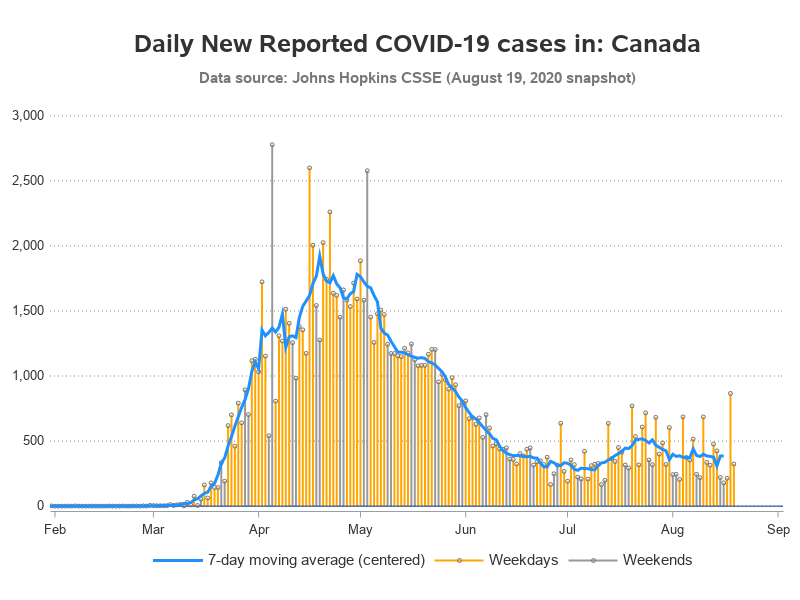 Daily New Reported COVID-19 cases in: Canada
Data source: Johns Hopkins CSSE (August 19, 2020 snapshot)
3,000
2,500
2,000
1,500
1,000
500
0
Feb Mar Apr May Jun Jul Aug Sep
7-day moving average (centered) Weekdays Weekends